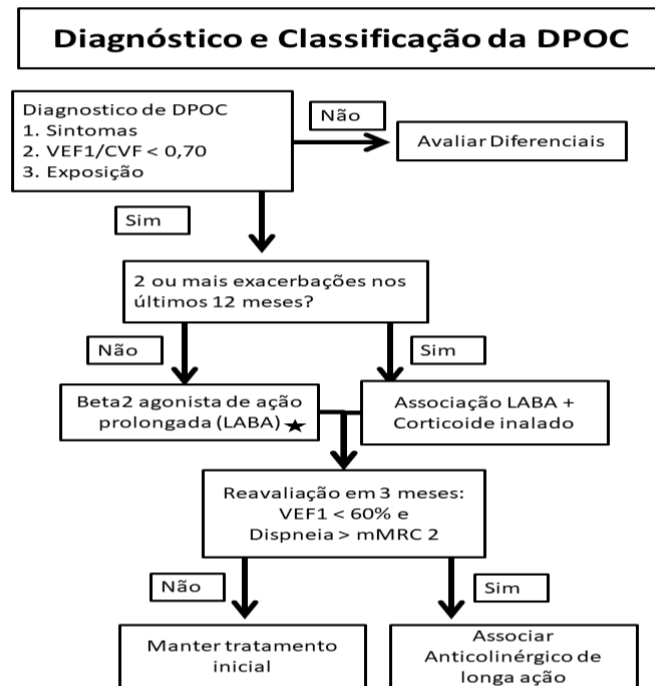 Diagnóstico e Classificação da DPOC
Diagnostico de DPOC
1. Sintomas
2. VEF1/CVF < 0,70
3. Exposição
Não
Avaliar Diferenciais
Sim
2 ou mais exacerbações nos
últimos 12 meses?
Não
Sim
Beta2 agonista de ação
prolongada (LABA)
Associação LABA +
Corticoide inalado
Reavaliação em 3 meses:
VEF1 < 60% e
Dispneia > mMRC 2
Não
Sim
Manter tratamento
inicial
Associar
Anticolinérgico de
longa ação